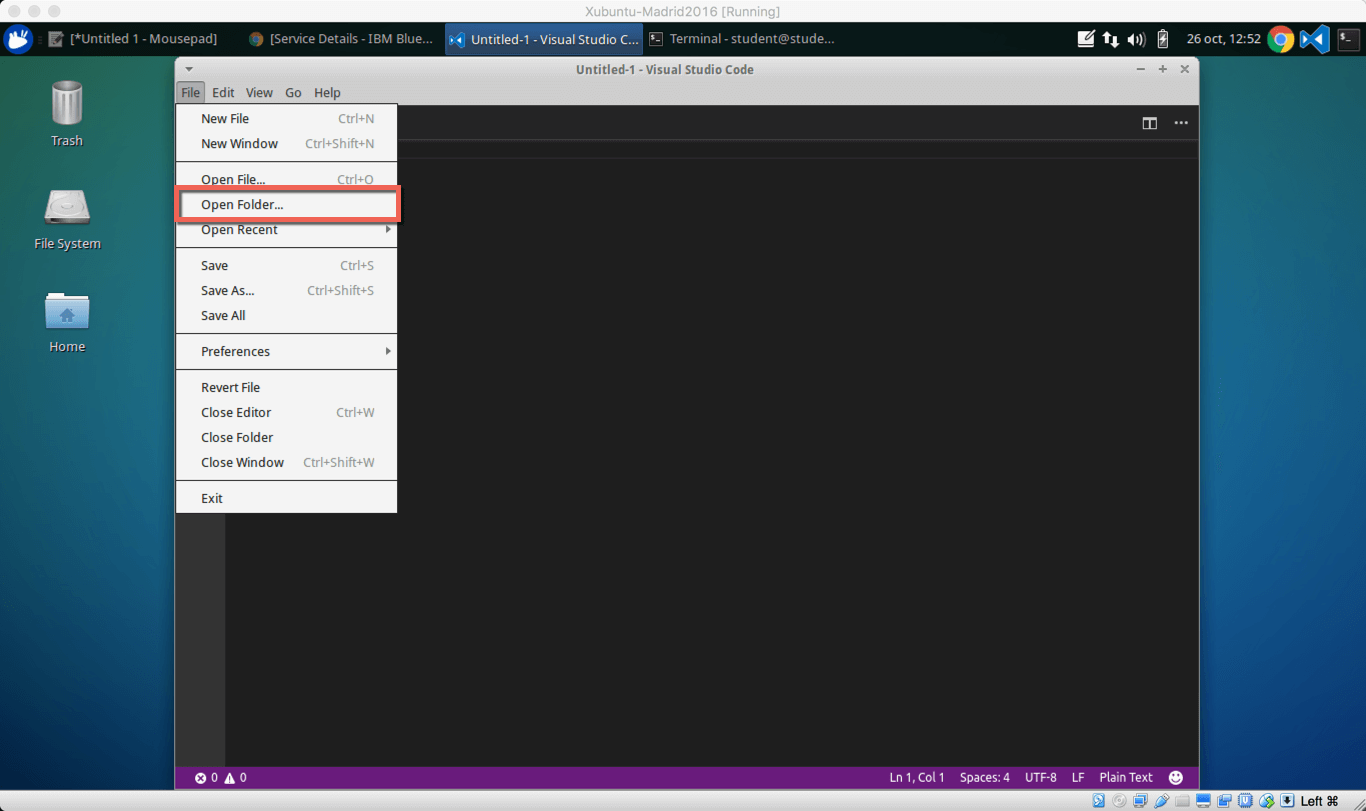 Xubuntu-Madrid2016 [Running]
[*Untitled 1 - Mousepad] [Service Details - IBM Blue... Untitled-1 - Visual Studio C... Terminal - student@stude... 26 oct, 12:52
Untitled-1 - Visual Studio Code
File Edit View Go Help
New File Ctrl+N
New Window Ctrl+Shift+N
Open File... Ctrl+O
Open Folder...
Open Recent
Save Ctrl+S
Save As... Ctrl+Shift+S
Save All
Preferences
Revert File
Close Editor Ctrl+W
Close Folder
Close Window Ctrl+Shift+W
Exit
Trash
File System
Home
0 0 Ln 1, Col 1 Spaces: 4 UTF-8 LF Plain Text
Left ⌘